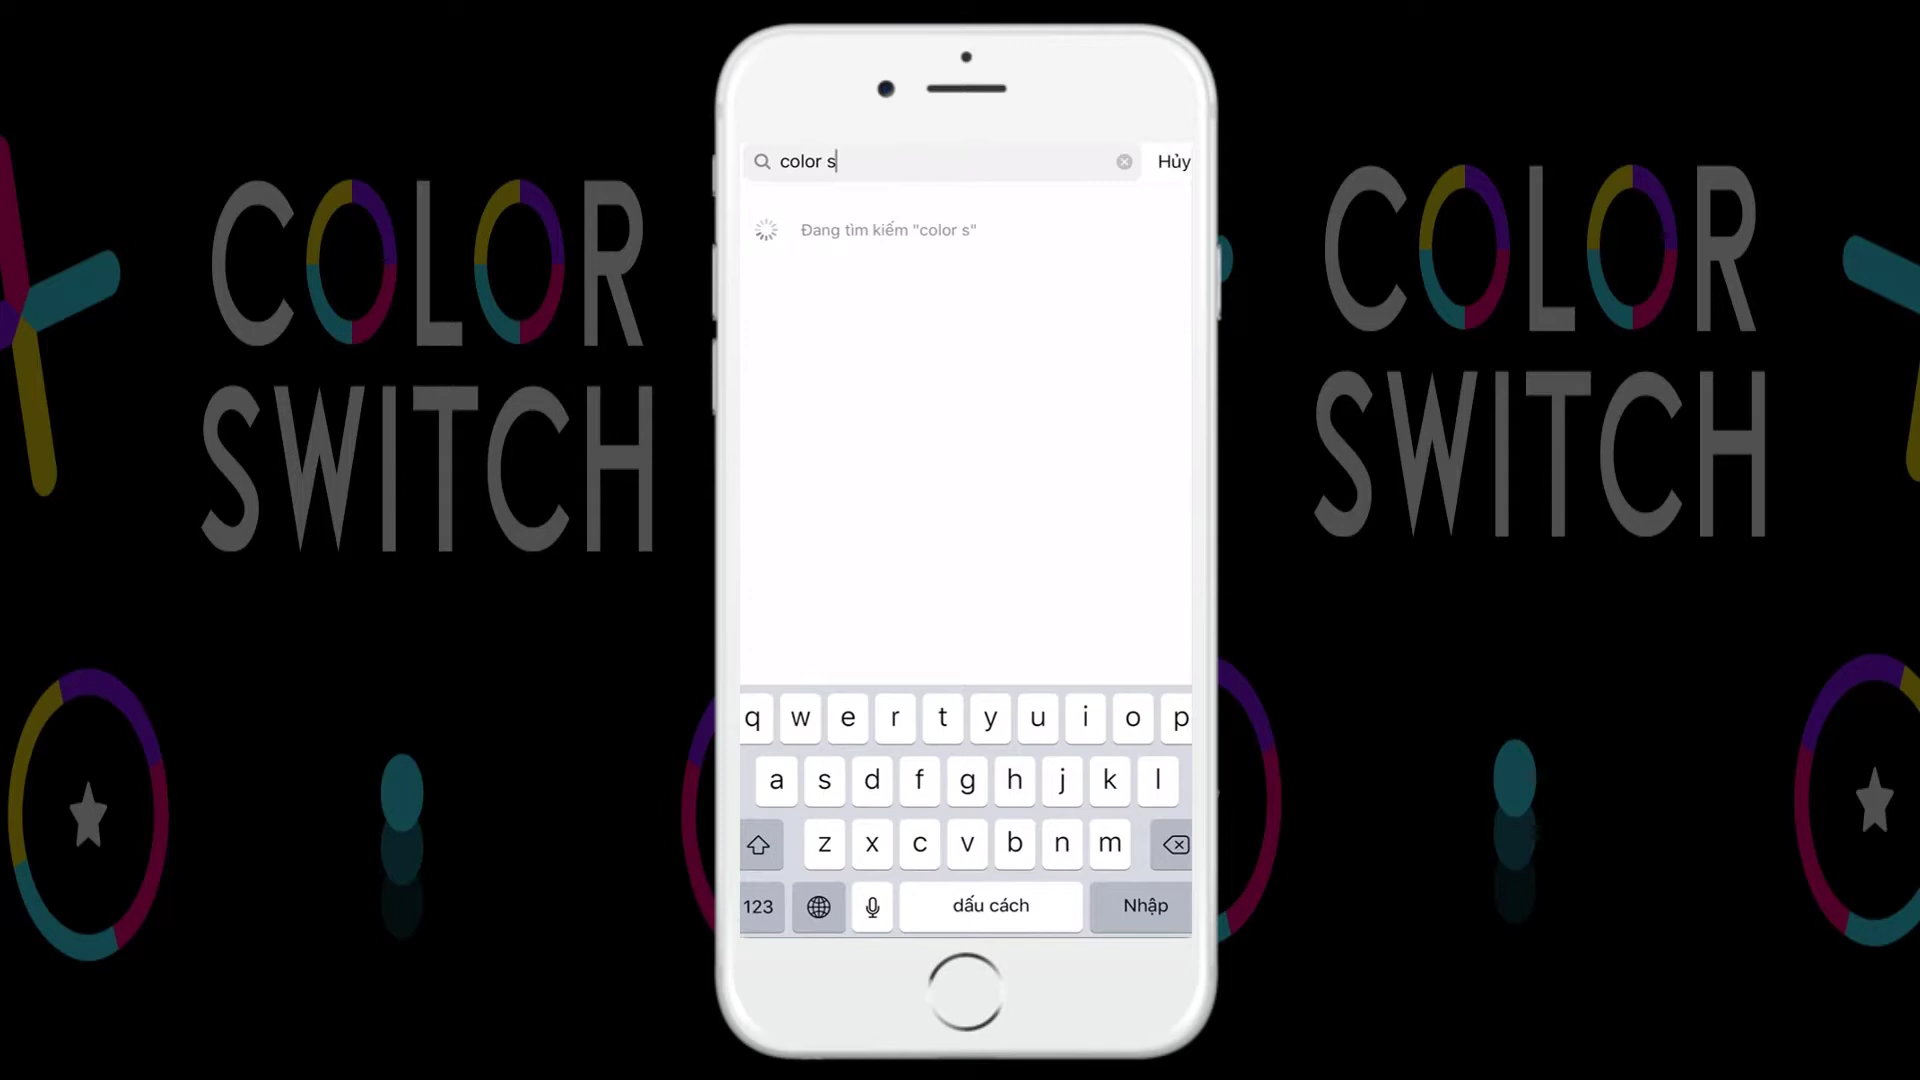 COLOR
SWITCH
color s
Hủy
Đang tìm kiếm "color s"
q w e r t y u i o p
a s d f g h j k l
z x c v b n m
123
dấu cách
Nhập
COLOR
SWITCH